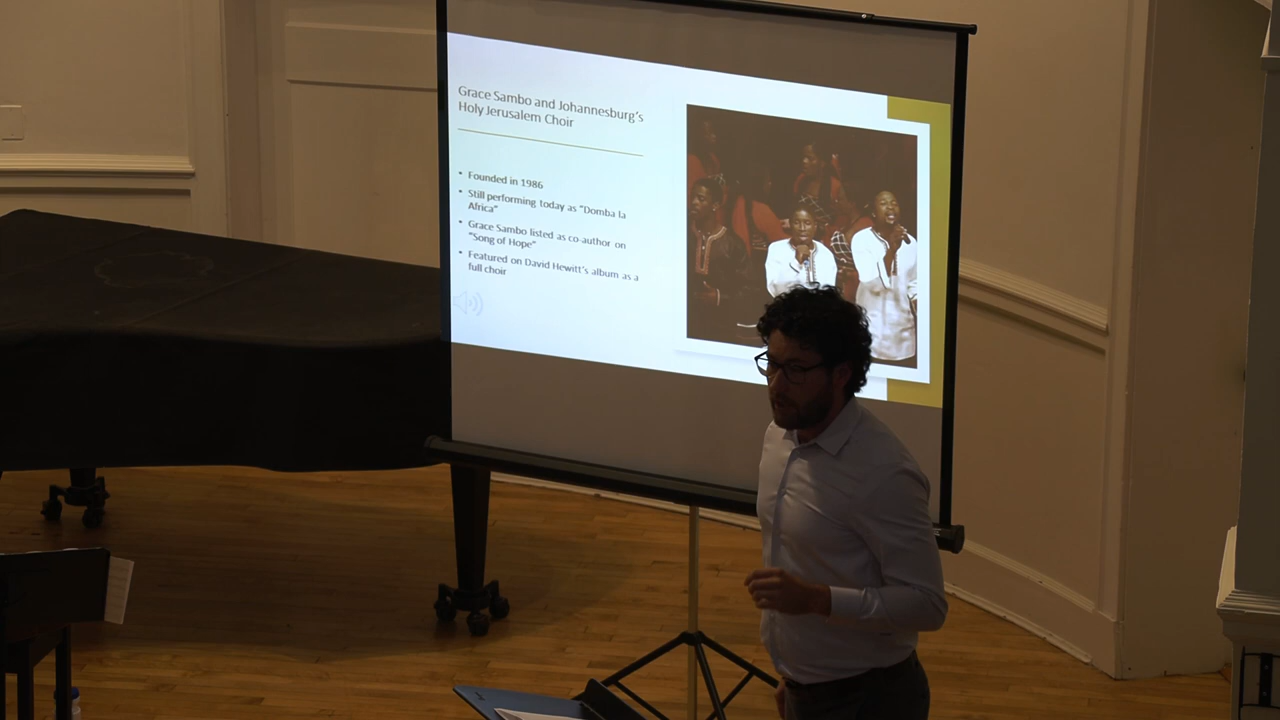 Grace Sambo and Johannesburg's
Holy Jerusalem Choir
• Founded in 1986
• Still performing today as "Domba la
Africa"
• Grace Sambo listed as co-author on
"Song of Hope"
• Featured on David Hewitt's album as a
full choir